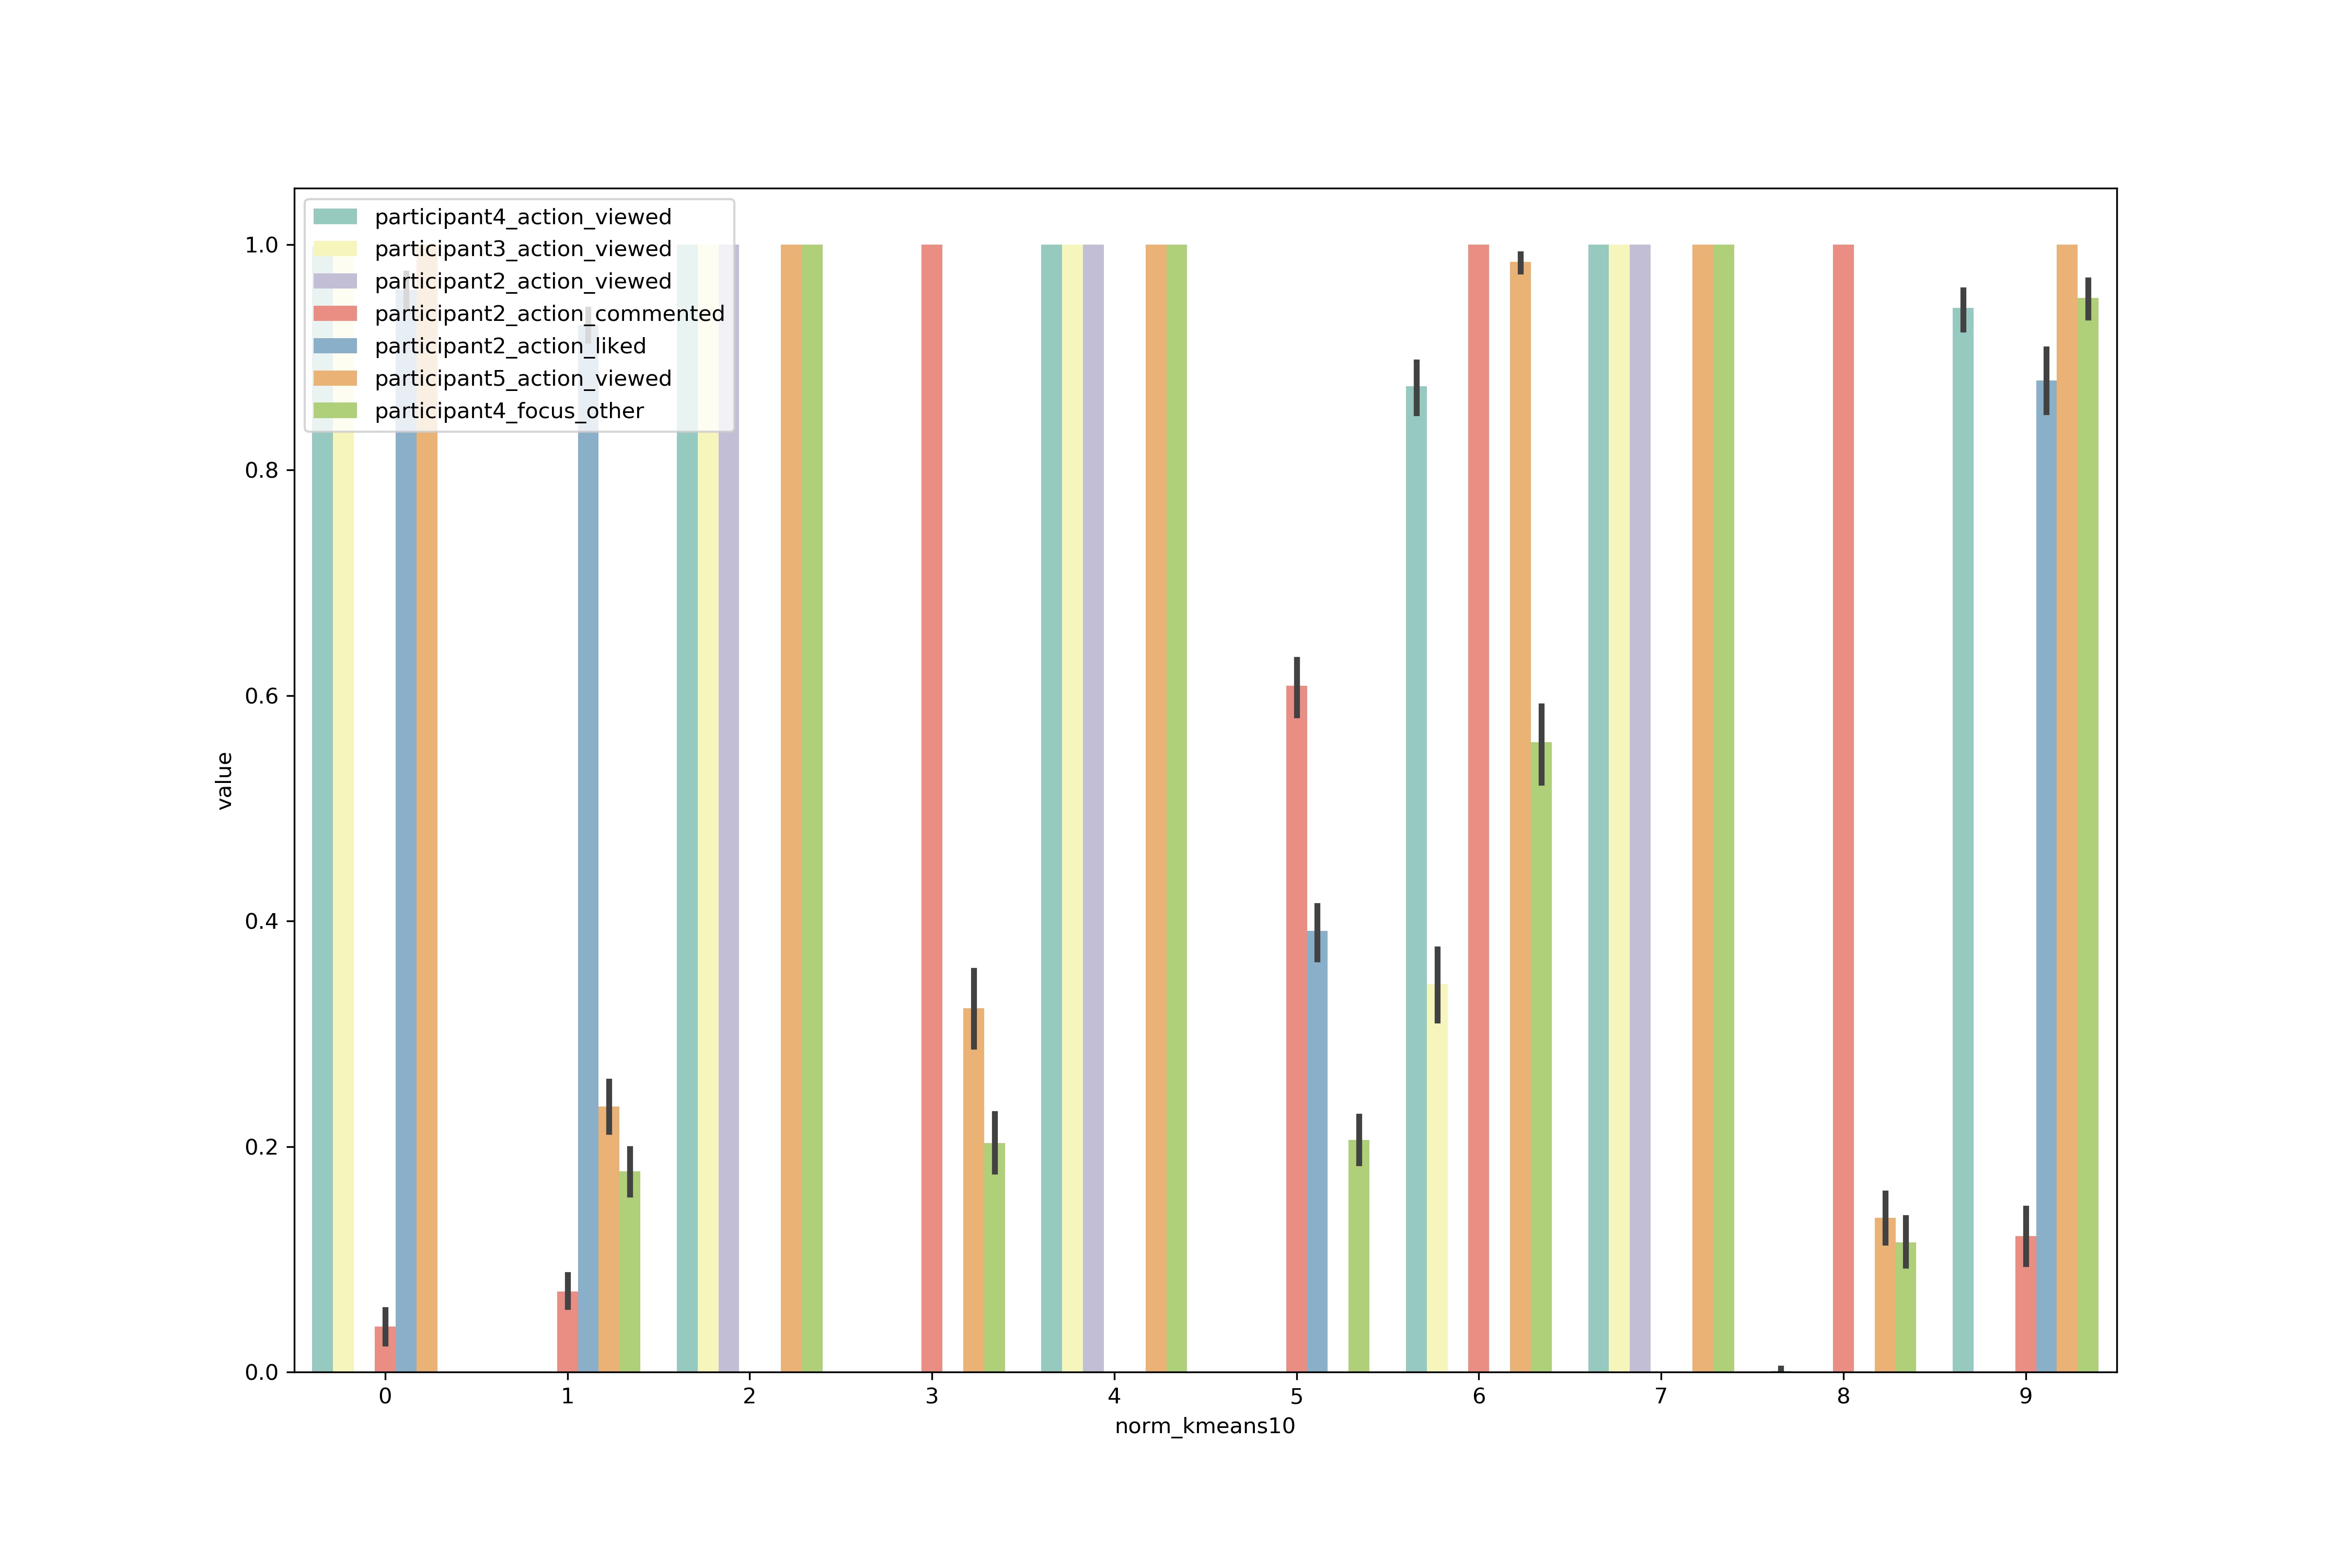 participant4_action_viewed
participant3_action_viewed
participant2_action_viewed
participant2_action_commented
participant2_action_liked
participant5_action_viewed
participant4_focus_other
1.0
0.8
0.6
0.4
0.2
0.0
value
0 1 2 3 4 5 6 7 8 9
norm_kmeans10